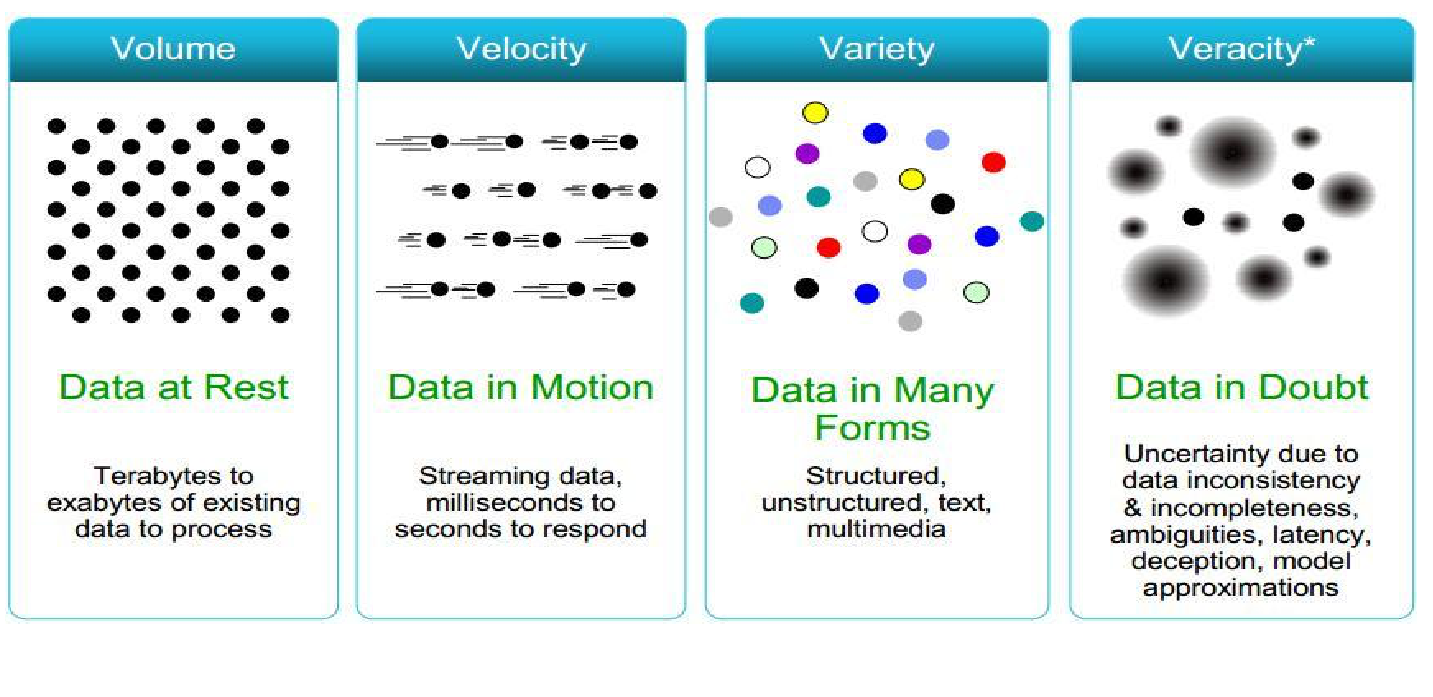 Volume
Data at Rest
Terabytes to
exabytes of existing
data to process
Velocity
Data in Motion
Streaming data,
milliseconds to
seconds to respond
Variety
Data in Many
Forms
Structured,
unstructured, text,
multimedia
Veracity*
Data in Doubt
Uncertainty due to
data inconsistency
& incompleteness,
ambiguities, latency,
deception, model
approximations